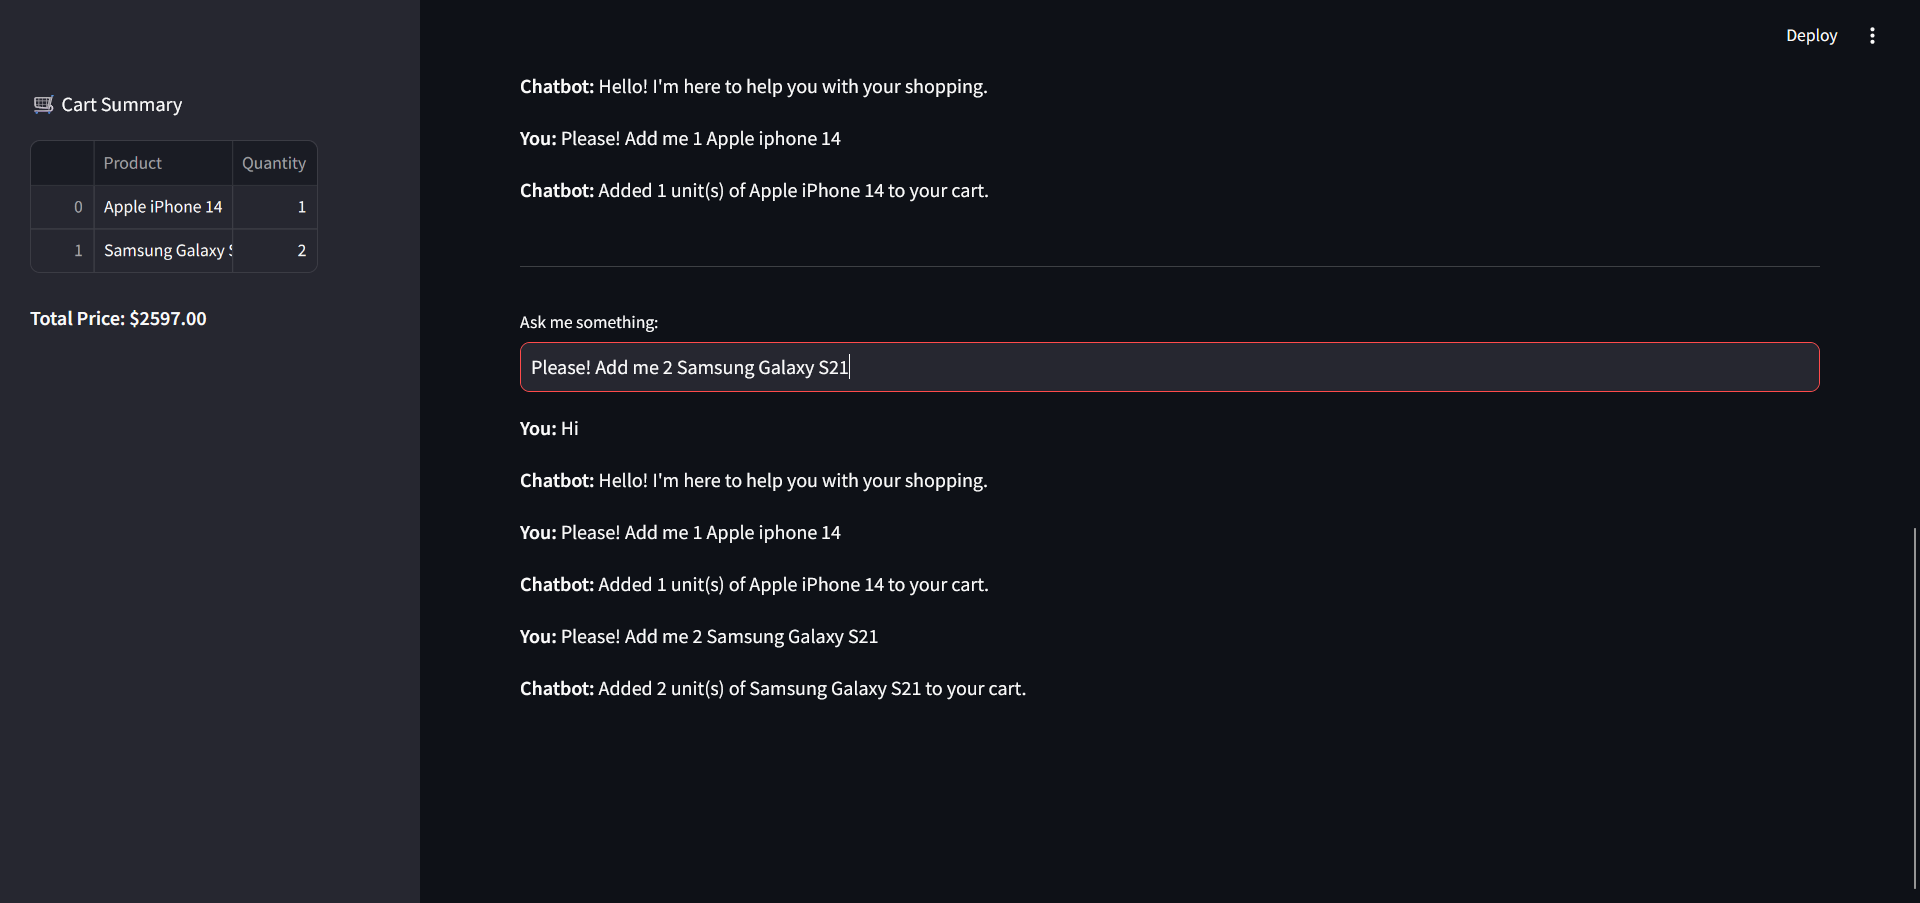 Deploy
🛒 Cart Summary
Product Quantity
0 Apple iPhone 14 1
1 Samsung Galaxy 2
Total Price: $2597.00
Chatbot: Hello! I'm here to help you with your shopping.
You: Please! Add me 1 Apple iphone 14
Chatbot: Added 1 unit(s) of Apple iPhone 14 to your cart.
Ask me something:
Please! Add me 2 Samsung Galaxy S21
You: Hi
Chatbot: Hello! I'm here to help you with your shopping.
You: Please! Add me 1 Apple iphone 14
Chatbot: Added 1 unit(s) of Apple iPhone 14 to your cart.
You: Please! Add me 2 Samsung Galaxy S21
Chatbot: Added 2 unit(s) of Samsung Galaxy S21 to your cart.